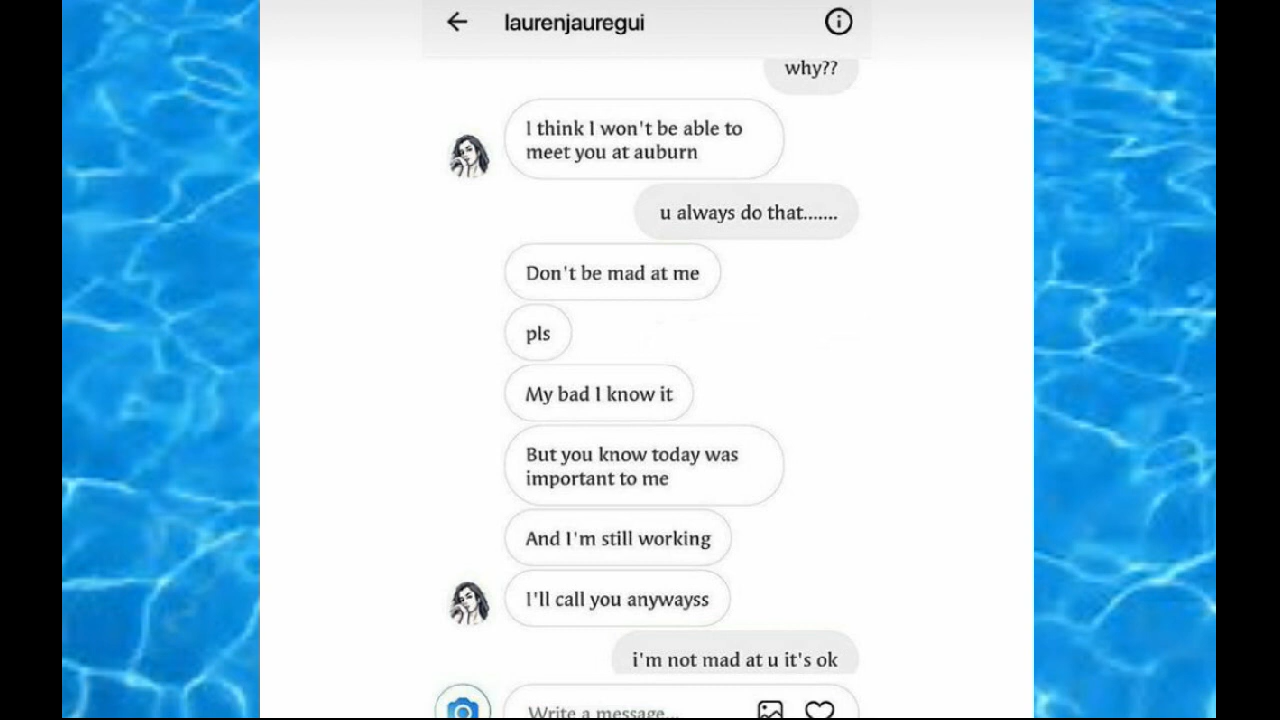 laurenjauregui
why??
I think I won't be able to
meet you at auburn
u always do that.......
Don't be mad at me
pls
My bad I know it
But you know today was
important to me
And I'm still working
I'll call you anywayss
i'm not mad at u it's ok
Write a message...